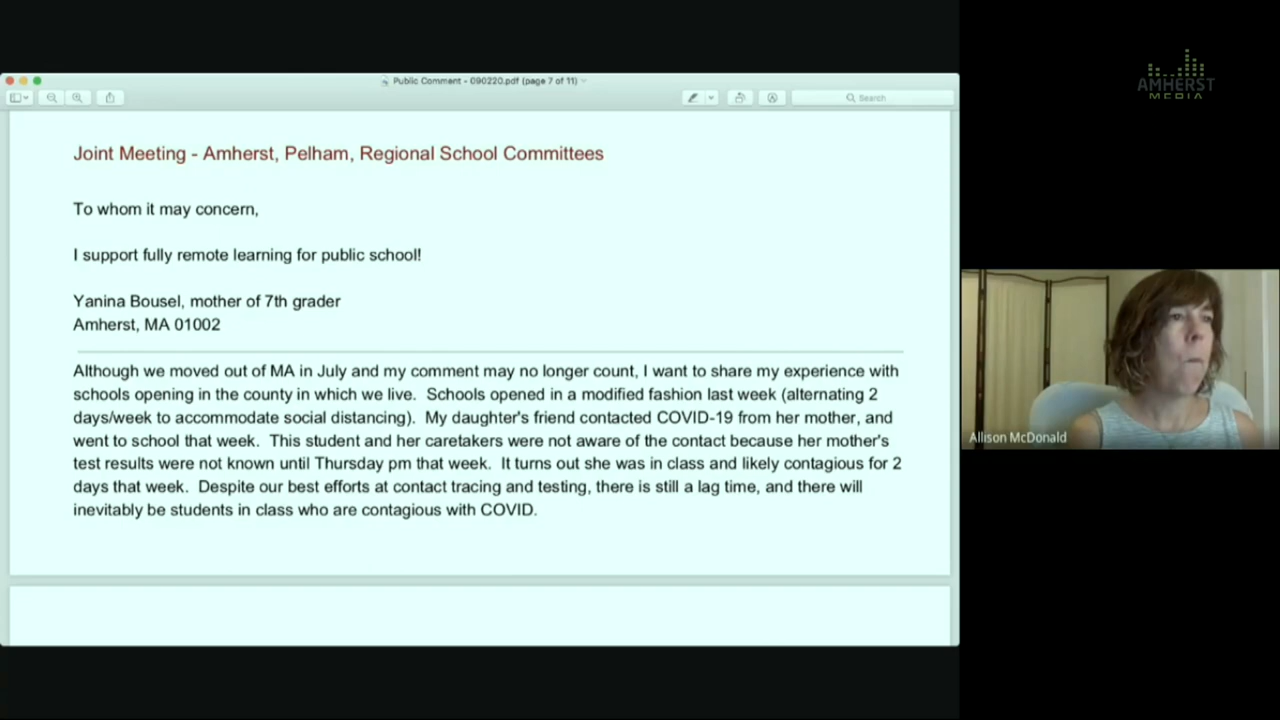 Public Comment - 090220.pdf (page 7 of 11)
Search
AMHERST
MEDIA
Joint Meeting - Amherst, Pelham, Regional School Committees
To whom it may concern,
I support fully remote learning for public school!
Yanina Bousel, mother of 7th grader
Amherst, MA 01002
Although we moved out of MA in July and my comment may no longer count, I want to share my experience with
schools opening in the county in which we live.  Schools opened in a modified fashion last week (alternating 2
days/week to accommodate social distancing).  My daughter's friend contacted COVID-19 from her mother, and
went to school that week.  This student and her caretakers were not aware of the contact because her mother's
test results were not known until Thursday pm that week.  It turns out she was in class and likely contagious for 2
days that week.  Despite our best efforts at contact tracing and testing, there is still a lag time, and there will
inevitably be students in class who are contagious with COVID.
Allison McDonald